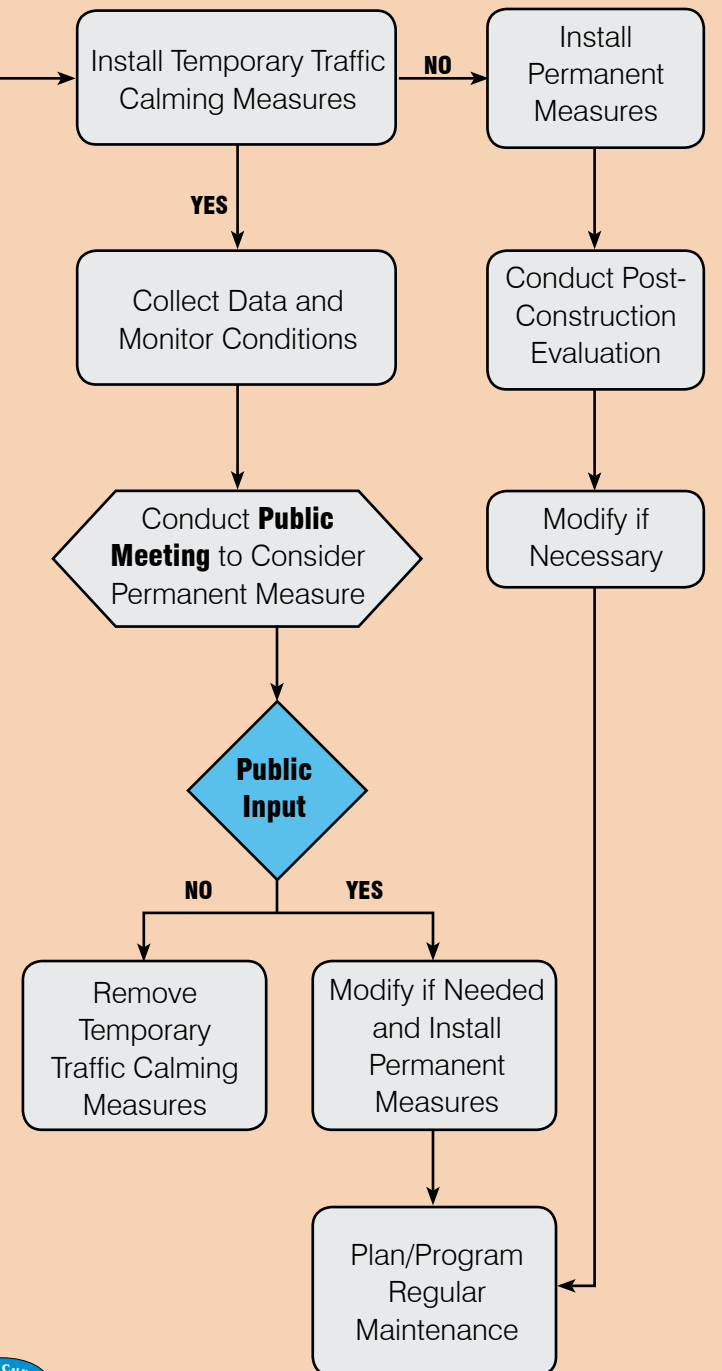 Install Temporary Traffic
Calming Measures
NO
Install
Permanent
Measures
YES
Collect Data and
Monitor Conditions
Conduct Post-
Construction
Evaluation
Conduct Public
Meeting to Consider
Permanent Measure
Modify if
Necessary
Public
Input
NO
YES
Remove
Temporary
Traffic Calming
Measures
Modify if Needed
and Install
Permanent
Measures
Plan/Program
Regular
Maintenance